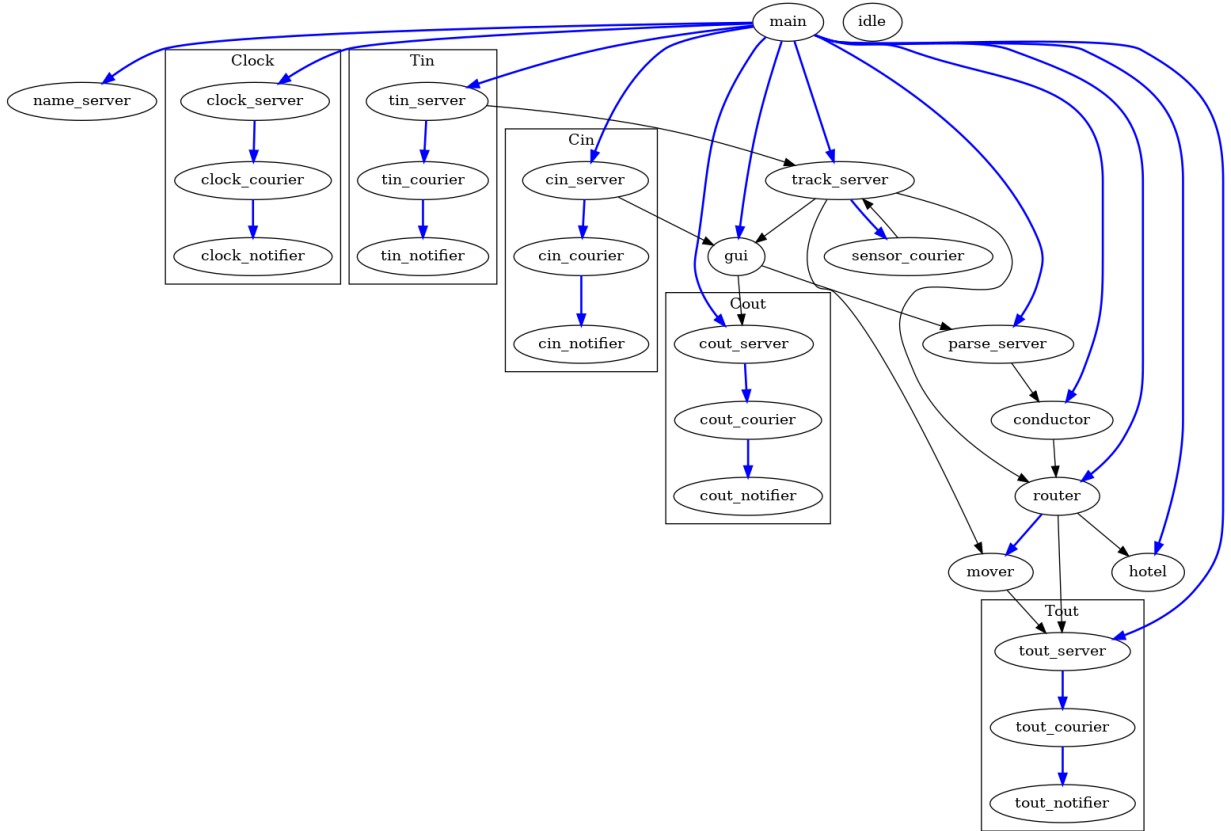 main
idle
Clock
Tin
name_server
clock_server
tin_server
Cin
clock_courier
tin_courier
cin_server
track_server
clock_notifier
tin_notifier
cin_courier
gui
sensor_courier
Cout
cin_notifier
cout_server
parse_server
cout_courier
conductor
cout_notifier
router
mover
hotel
Tout
tout_server
tout_courier
tout_notifier